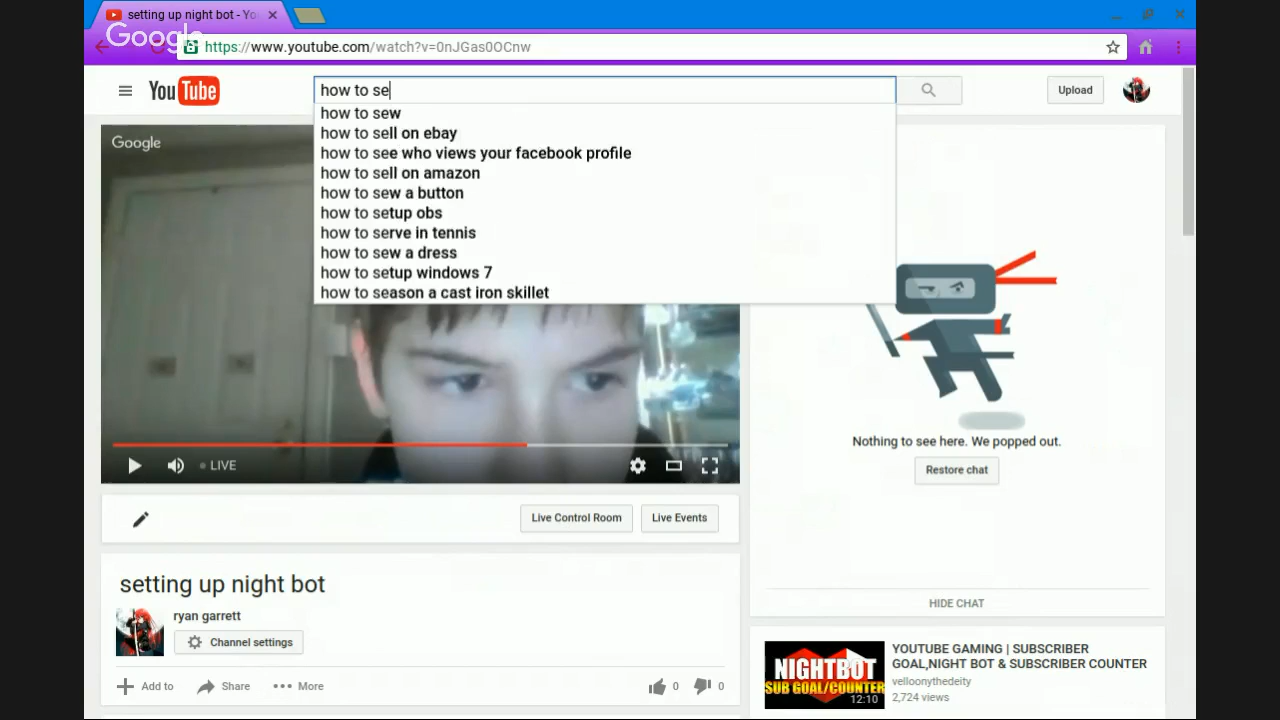 setting up night bot - Yo
Google
https://www.youtube.com/watch?v=0nJGas0OCnw
YouTube
how to se
Upload
how to sew
how to sell on ebay
how to see who views your facebook profile
how to sell on amazon
how to sew a button
how to setup obs
how to serve in tennis
how to sew a dress
how to setup windows 7
how to season a cast iron skillet
Google
LIVE
Nothing to see here. We popped out.
Restore chat
Live Control Room
Live Events
setting up night bot
ryan garrett
Channel settings
HIDE CHAT
Add to
Share
More
0
0
NIGHTBOT
SUB GOAL/COUNTER
12:10
YOUTUBE GAMING | SUBSCRIBER
GOAL,NIGHT BOT & SUBSCRIBER COUNTER
velloonythedeity
2,724 views